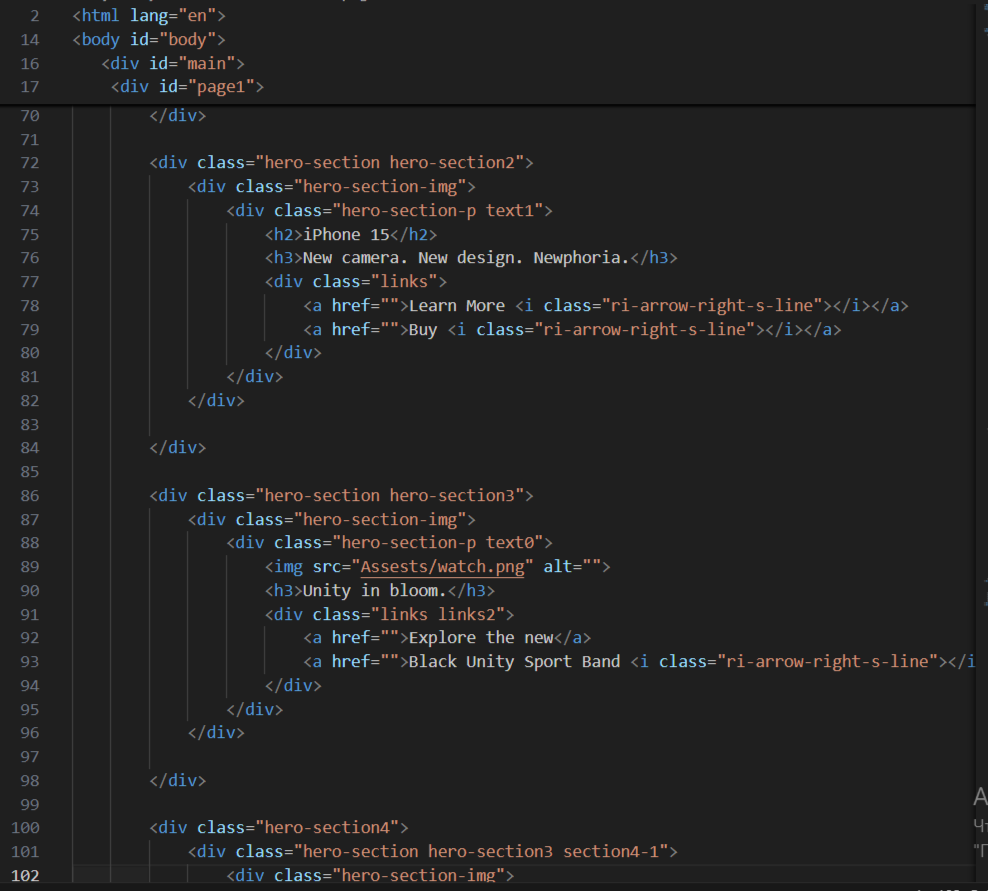 2 <html lang="en">
14 <body id="body">
16 <div id="main">
17 <div id="page1">
70 </div>
71
72 <div class="hero-section hero-section2">
73 <div class="hero-section-img">
74 <div class="hero-section-p text1">
75 <h2>iPhone 15</h2>
76 <h3>New camera. New design. Newphoria.</h3>
77 <div class="links">
78 <a href="">Learn More <i class="ri-arrow-right-s-line"></i></a>
79 <a href="">Buy <i class="ri-arrow-right-s-line"></i></a>
80 </div>
81 </div>
82 </div>
83
84 </div>
85
86 <div class="hero-section hero-section3">
87 <div class="hero-section-img">
88 <div class="hero-section-p text0">
89 <img src="Assests/watch.png" alt="">
90 <h3>Unity in bloom.</h3>
91 <div class="links links2">
92 <a href="">Explore the new</a>
93 <a href="">Black Unity Sport Band <i class="ri-arrow-right-s-line"></i
94 </div>
95 </div>
96 </div>
97
98 </div>
99
100 <div class="hero-section4">
101 <div class="hero-section hero-section3 section4-1">
102 <div class="hero-section-img">